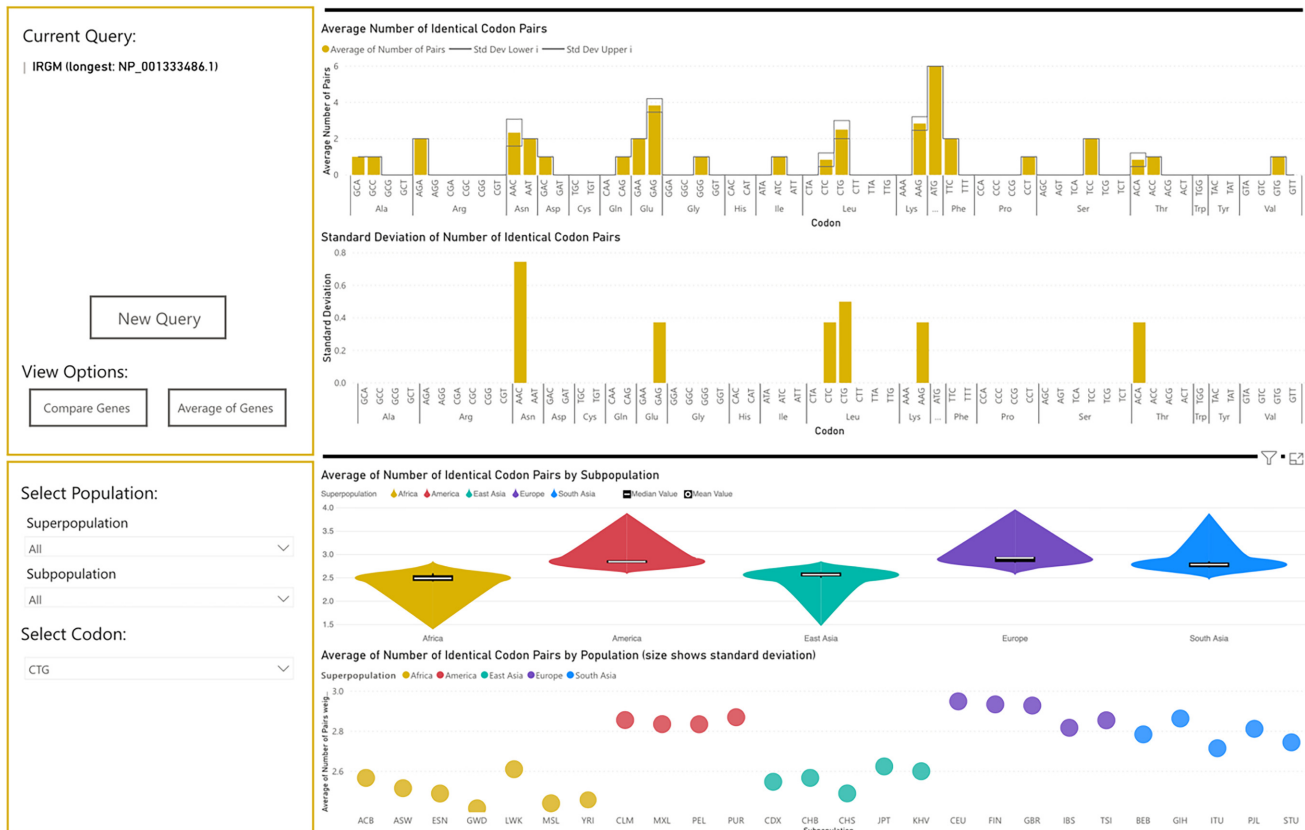 Current Query:
IRGM (longest: NP_001333486.1)
New Query
View Options:
Compare Genes
Average of Genes
Select Population:
Superpopulation
All
Subpopulation
All
Select Codon:
CTG
Average Number of Identical Codon Pairs
Average of Number of Pairs Std Dev Lower i Std Dev Upper i
Average Number of Pairs
6
4
2
0
GCA GCC GCG GCT AGA AGG CGA CGC CGG CGT AAC AAT GAC GAT TGC TGT CAA CAG GAA GAG GGA GGC GGG GGT CAC CAT ATA ATC ATT CTA CTC CTG CTT TTA TTG AAA AAG ATG TTC TTT CCA CCC CCG CCT AGC AGT TCA TCC TCG TCT ACA ACC ACG ACT TGG TAC TAT GTA GTC GTG GTT
Ala Arg Asn Asp Cys Gln Glu Gly His Ile Leu Lys ... Phe Pro Ser Thr Trp Tyr Val
Codon
Standard Deviation of Number of Identical Codon Pairs
Standard Deviation
0.8
0.6
0.4
0.2
0.0
GCA GCC GCG GCT AGA AGG CGA CGC CGG CGT AAC AAT GAC GAT TGC TGT CAA CAG GAA GAG GGA GGC GGG GGT CAC CAT ATA ATC ATT CTA CTC CTG CTT TTA TTG AAA AAG ATG TTC TTT CCA CCC CCG CCT AGC AGT TCA TCC TCG TCT ACA ACC ACG ACT TGG TAC TAT GTA GTC GTG GTT
Ala Arg Asn Asp Cys Gln Glu Gly His Ile Leu Lys ... Phe Pro Ser Thr Trp Tyr Val
Codon
Average of Number of Identical Codon Pairs by Subpopulation
Superpopulation Africa America East Asia Europe South Asia Median Value Mean Value
4.0
3.5
3.0
2.5
2.0
1.5
Africa America East Asia Europe South Asia
Average of Number of Identical Codon Pairs by Population (size shows standard deviation)
Superpopulation Africa America East Asia Europe South Asia
Average of Number of Pairs weig...
3.0
2.8
2.6
ACB ASW ESN GWD LWK MSL YRI CLM MXL PEL PUR CDX CHB CHS JPT KHV CEU FIN GBR IBS TSI BEB GIH ITU PJL STU